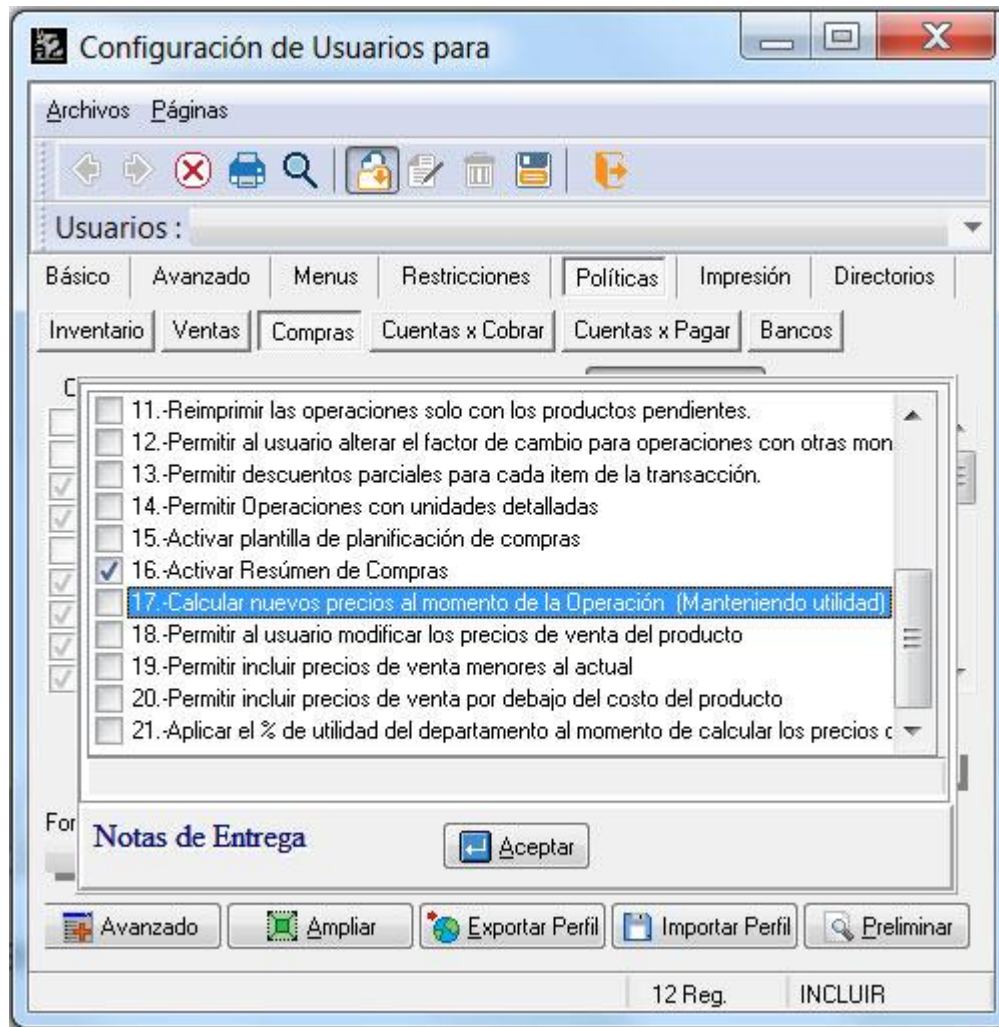 Configuración de Usuarios para
Archivos Páginas
Usuarios :
Básico Avanzado Menus Restricciones Políticas Impresión Directorios
Inventario Ventas Compras Cuentas x Cobrar Cuentas x Pagar Bancos
11.-Reimprimir las operaciones solo con los productos pendientes.
12.-Permitir al usuario alterar el factor de cambio para operaciones con otras mon
13.-Permitir descuentos parciales para cada item de la transacción.
14.-Permitir Operaciones con unidades detalladas
15.-Activar plantilla de planificación de compras
16.-Activar Resúmen de Compras
17.-Calcular nuevos precios al momento de la Operación (Manteniendo utilidad)
18.-Permitir al usuario modificar los precios de venta del producto
19.-Permitir incluir precios de venta menores al actual
20.-Permitir incluir precios de venta por debajo del costo del producto
21.-Aplicar el % de utilidad del departamento al momento de calcular los precios
For
Notas de Entrega Aceptar
Avanzado Ampliar Exportar Perfil Importar Perfil Preliminar
12 Reg. INCLUIR